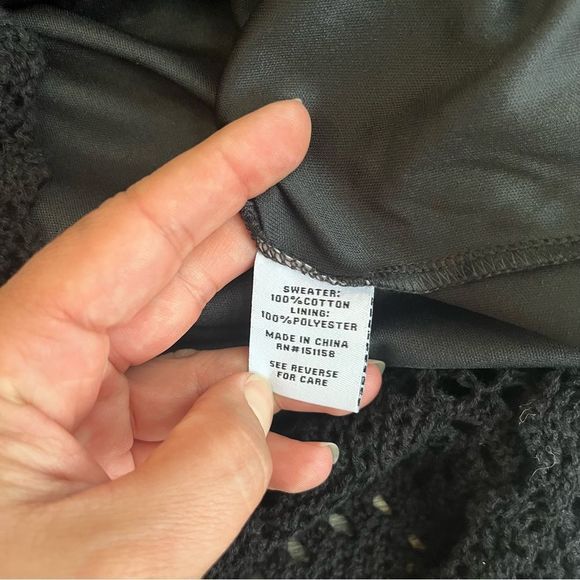 SWEATER:
100%COTTON
LINING:
100%POLYESTER
MADE IN CHINA
RN#151158
SEE REVERSE
FOR CARE